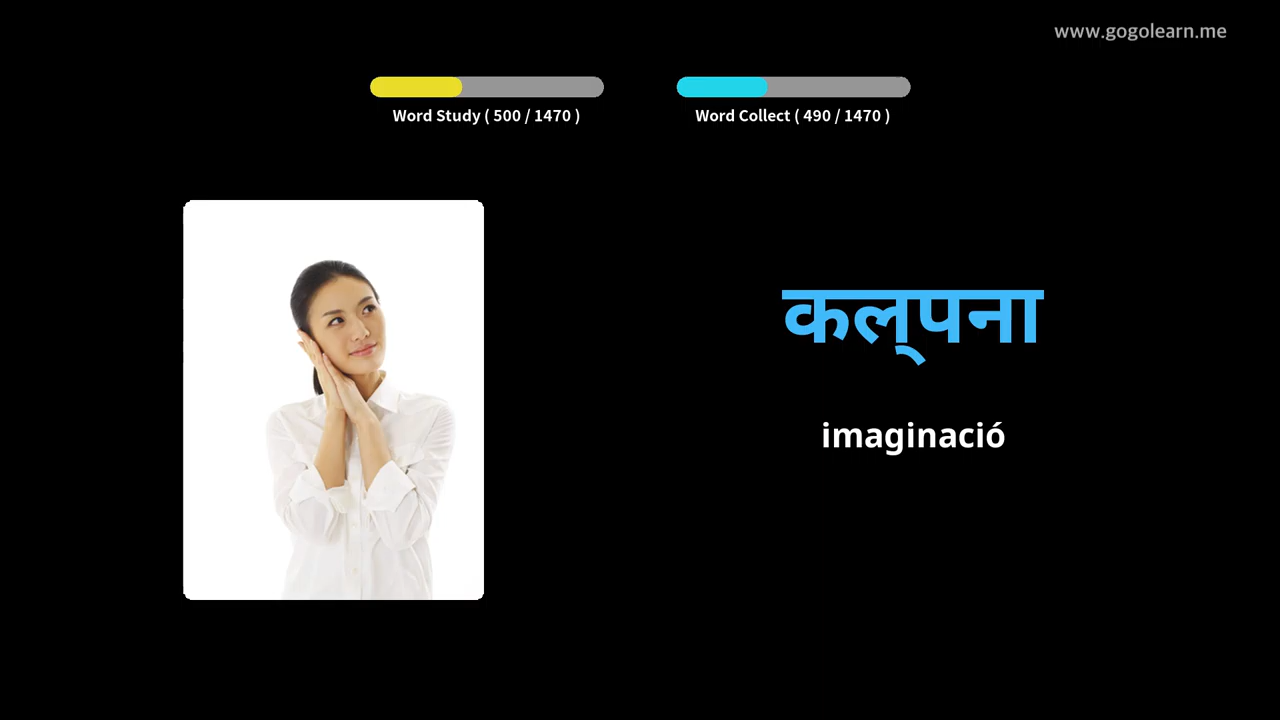 www.gogolearn.me
Word Study ( 500 / 1470 )
Word Collect ( 490 / 1470 )
कल्‌पना
imaginació